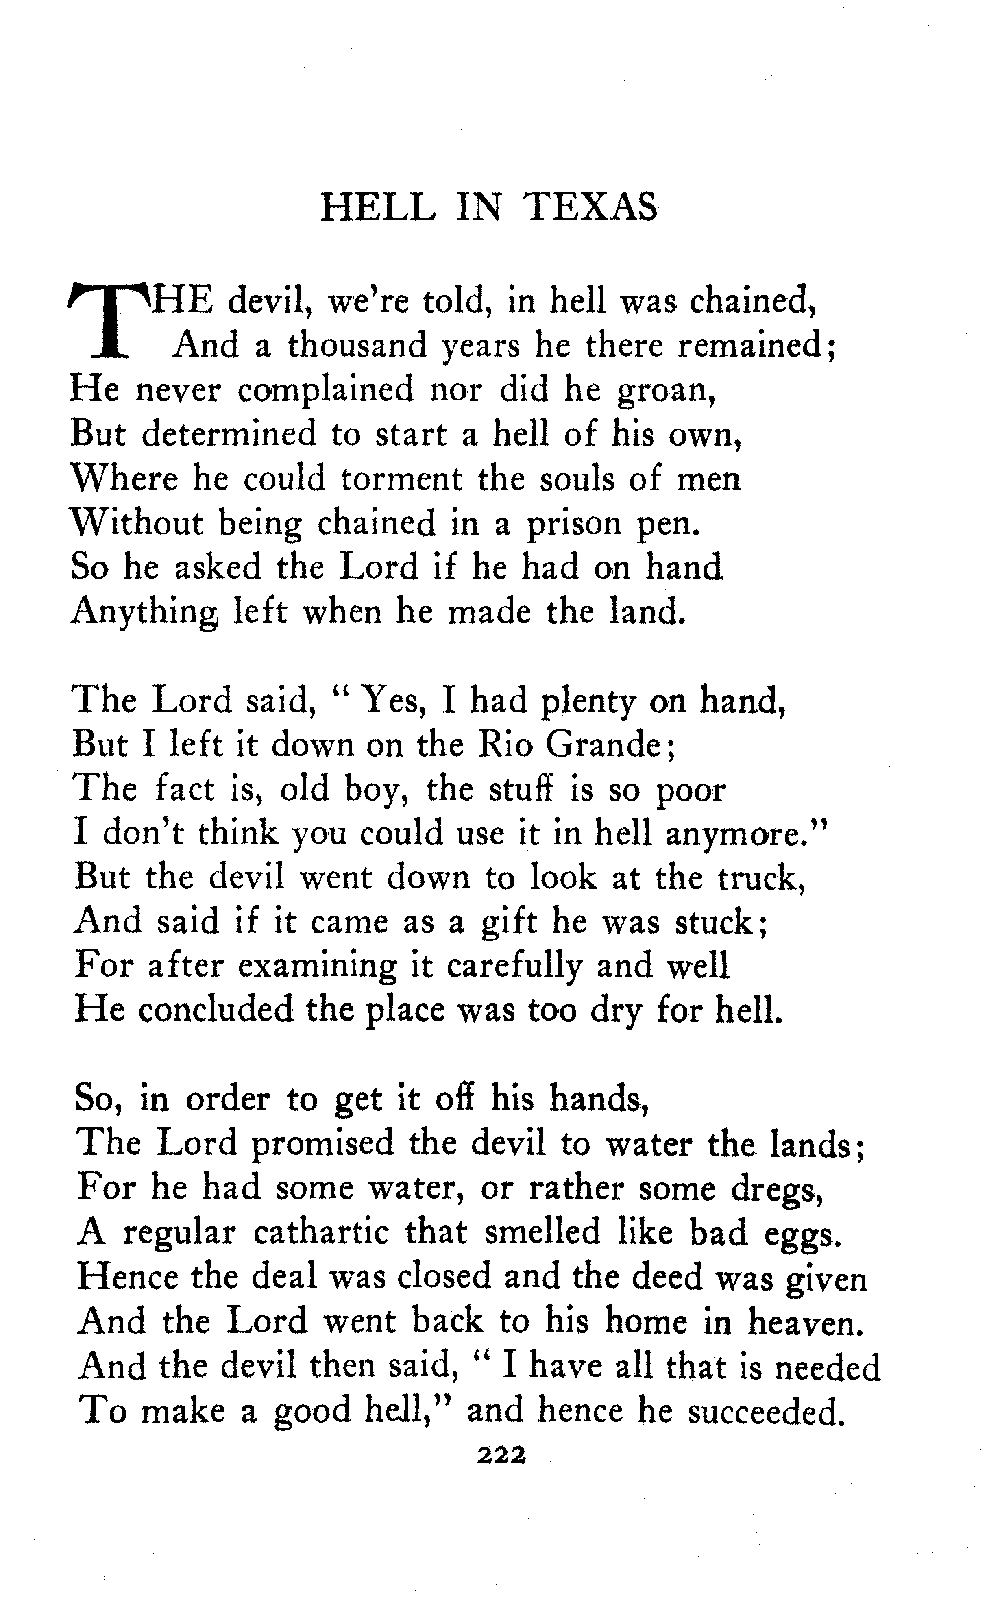 HELL IN TEXAS
THE devil, we're told, in hell was chained,
And a thousand years he there remained;
He never complained nor did he groan,
But determined to start a hell of his own,
Where he could torment the souls of men
Without being chained in a prison pen.
So he asked the Lord if he had on hand
Anything left when he made the land.
The Lord said, " Yes, I had plenty on hand,
But I left it down on the Rio Grande;
The fact is, old boy, the stuff is so poor
I don't think you could use it in hell anymore."
But the devil went down to look at the truck,
And said if it came as a gift he was stuck;
For after examining it carefully and well
He concluded the place was too dry for hell.
So, in order to get it off his hands,
The Lord promised the devil to water the lands;
For he had some water, or rather some dregs,
A regular cathartic that smelled like bad eggs.
Hence the deal was closed and the deed was given
And the Lord went back to his home in heaven.
And the devil then said, " I have all that is needed
To make a good hell," and hence he succeeded.
222